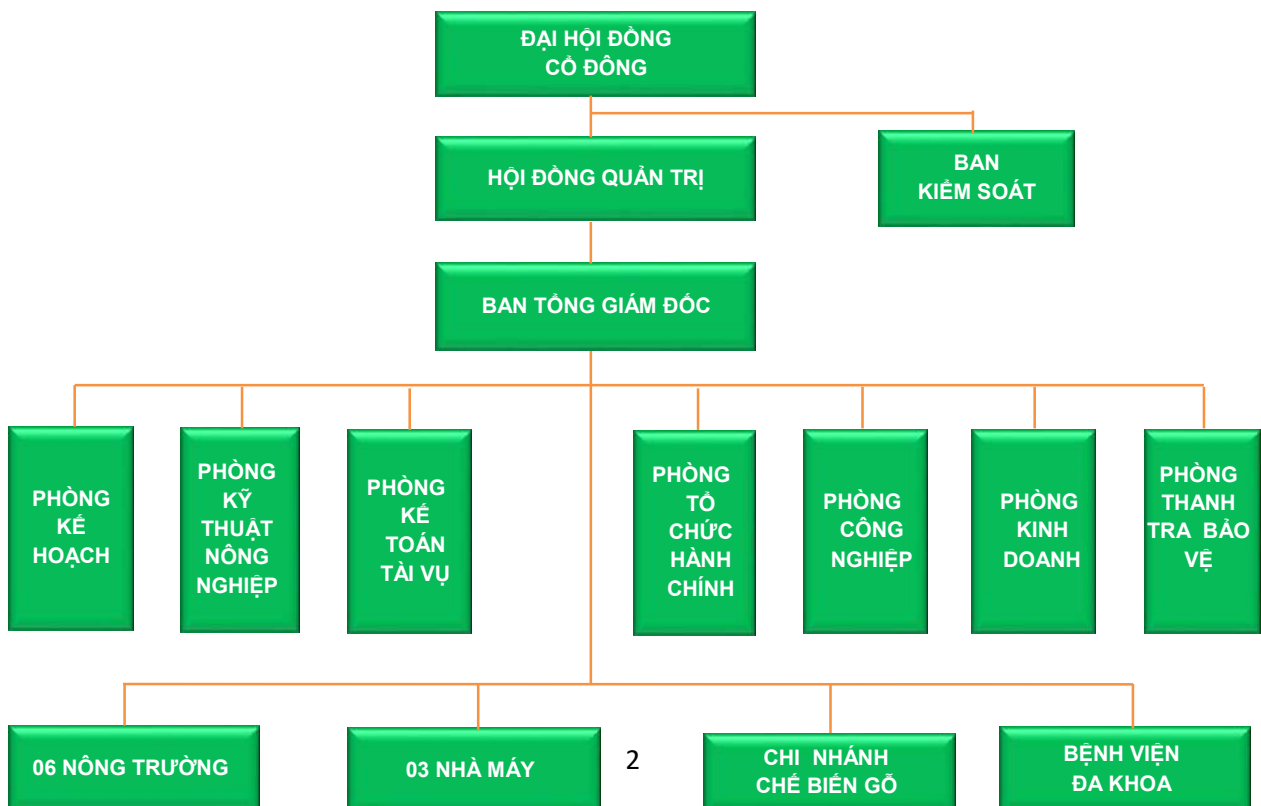 ĐẠI HỘI ĐỒNG
CỔ ĐÔNG
HỘI ĐỒNG QUẢN TRỊ
BAN
KIỂM SOÁT
BAN TỔNG GIÁM ĐỐC
PHÒNG
KẾ
HOẠCH
PHÒNG
KỸ
THUẬT
NÔNG
NGHIỆP
PHÒNG
KẾ
TOÁN
TÀI VỤ
PHÒNG
TỔ
CHỨC
HÀNH
CHÍNH
PHÒNG
CÔNG
NGHIỆP
PHÒNG
KINH
DOANH
PHÒNG
THANH
TRA BẢO
VỆ
06 NÔNG TRƯỜNG
03 NHÀ MÁY
2
CHI NHÁNH
CHẾ BIẾN GỖ
BỆNH VIỆN
ĐA KHOA